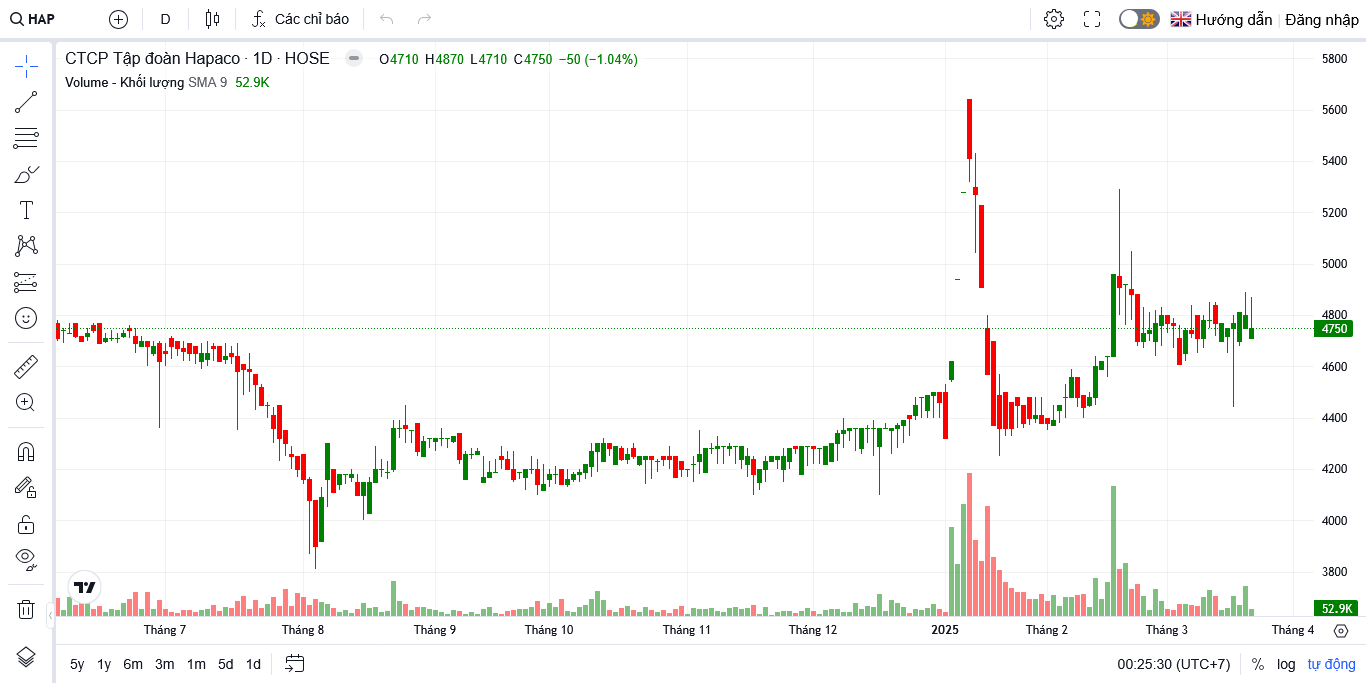 HAP D Các chỉ báo Hướng dẫn Đăng nhập
CTCP Tập đoàn Hapaco · 1D · HOSE O4710 H4870 L4710 C4750 −50 (−1.04%)
Volume - Khối lượng SMA 9 52.9K
5800
5600
5400
5200
5000
4800
4750
4600
4400
4200
4000
3800
52.9K
Tháng 7 Tháng 8 Tháng 9 Tháng 10 Tháng 11 Tháng 12 2025 Tháng 2 Tháng 3 Tháng 4
5y 1y 6m 3m 1m 5d 1d 00:25:30 (UTC+7) % log tự động